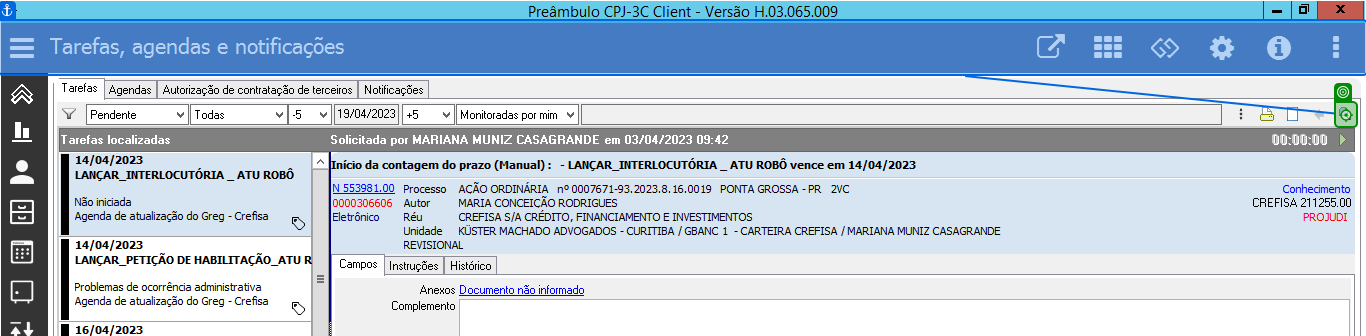 Preâmbulo CPJ-3C Client - Versão H.03.065.009
Tarefas, agendas e notificações
Tarefas Agendas Autorização de contratação de terceiros Notificações
Pendente Todas -5 19/04/2023 +5 Monitoradas por mim
Tarefas localizadas
14/04/2023
LANÇAR_INTERLOCUTÓRIA _ ATU ROBÔ
Não iniciada
Agenda de atualização do Greg - Crefisa
14/04/2023
LANÇAR_PETIÇÃO DE HABILITAÇÃO_ATU R
Problemas de ocorrência administrativa
Agenda de atualização do Greg - Crefisa
16/04/2023
Solicitada por MARIANA MUNIZ CASAGRANDE em 03/04/2023 09:42 00:00:00
Início da contagem do prazo (Manual) : - LANÇAR_INTERLOCUTÓRIA _ ATU ROBÔ vence em 14/04/2023
N 553981.00 Processo AÇÃO ORDINÁRIA nº 0007671-93.2023.8.16.0019 PONTA GROSSA - PR 2VC Conhecimento
0000306606 Autor MARIA CONCEIÇÃO RODRIGUES CREFISA 211255.00
Eletrônico Réu CREFISA S/A CRÉDITO, FINANCIAMENTO E INVESTIMENTOS PROJUDI
Unidade KÜSTER MACHADO ADVOGADOS - CURITIBA / GBANC 1 - CARTEIRA CREFISA / MARIANA MUNIZ CASAGRANDE
REVISIONAL
Campos Instruções Histórico
Anexos Documento não informado
Complemento